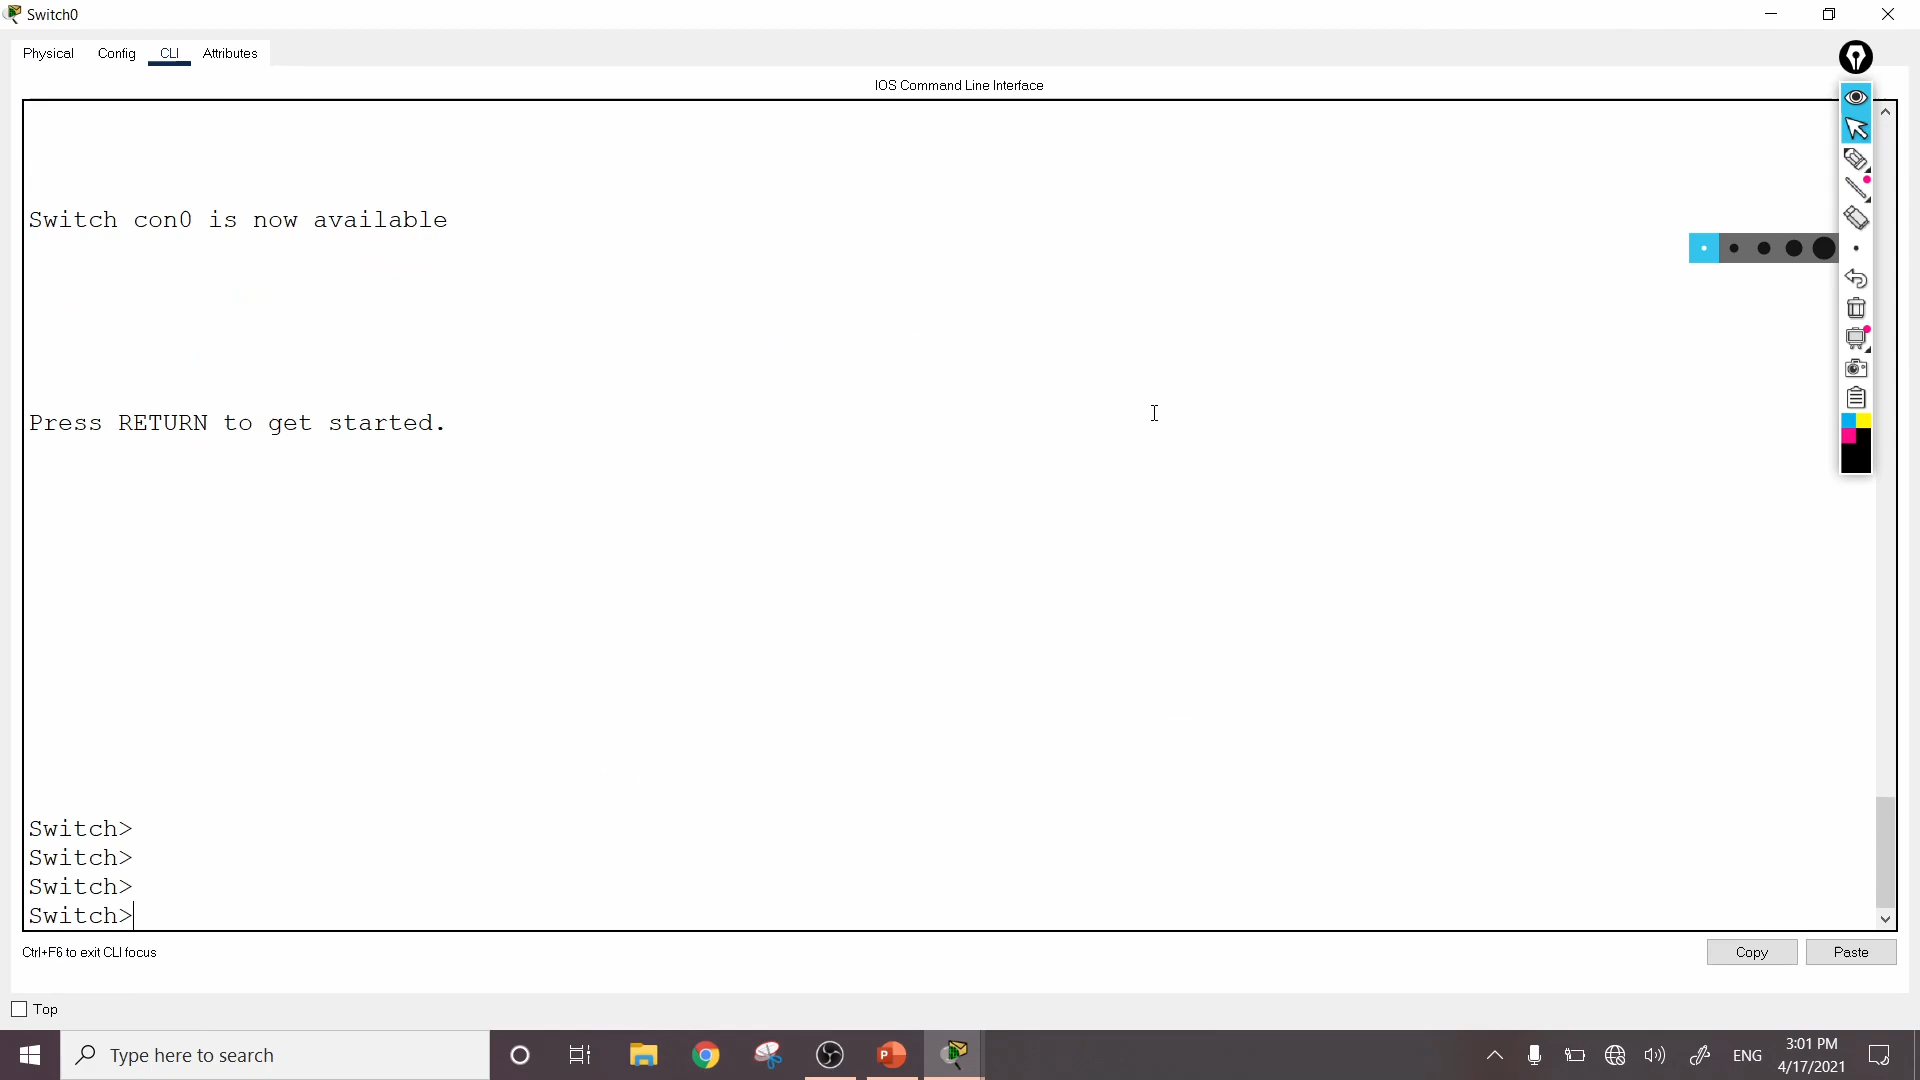 Switch0
Physical Config CLI Attributes
IOS Command Line Interface
Switch con0 is now available
Press RETURN to get started.
Switch>
Switch>
Switch>
Switch>
Ctrl+F6 to exit CLI focus
Copy Paste
Top
Type here to search
P
ENG
3:01 PM
4/17/2021